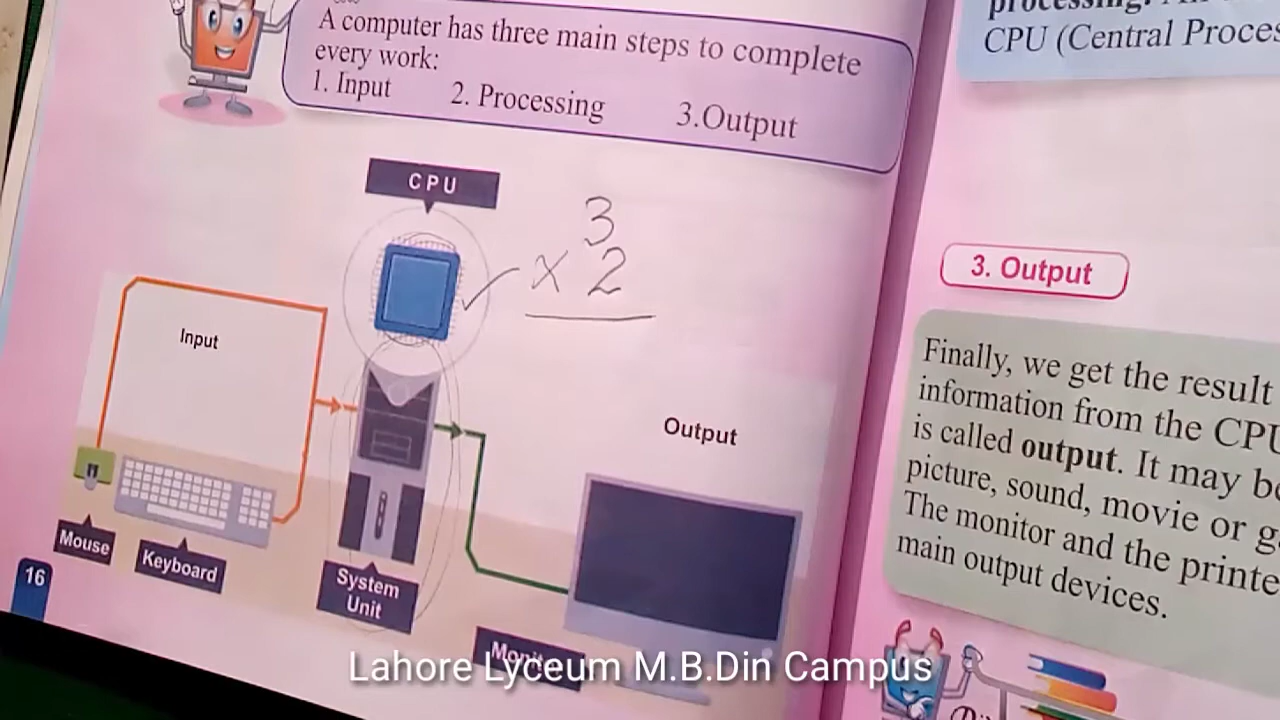 A computer has three main steps to complete
every work:
1. Input 2. Processing 3.Output
CPU
3
x 2
Input
Output
Mouse
Keyboard
System
Unit
16
processing.
CPU (Central
3. Output
Finally, we get the result
information from the CPU
is called output. It may be
picture, sound, movie or
The monitor and the
main output devices.
Lahore Lyceum M.B.Din Campus